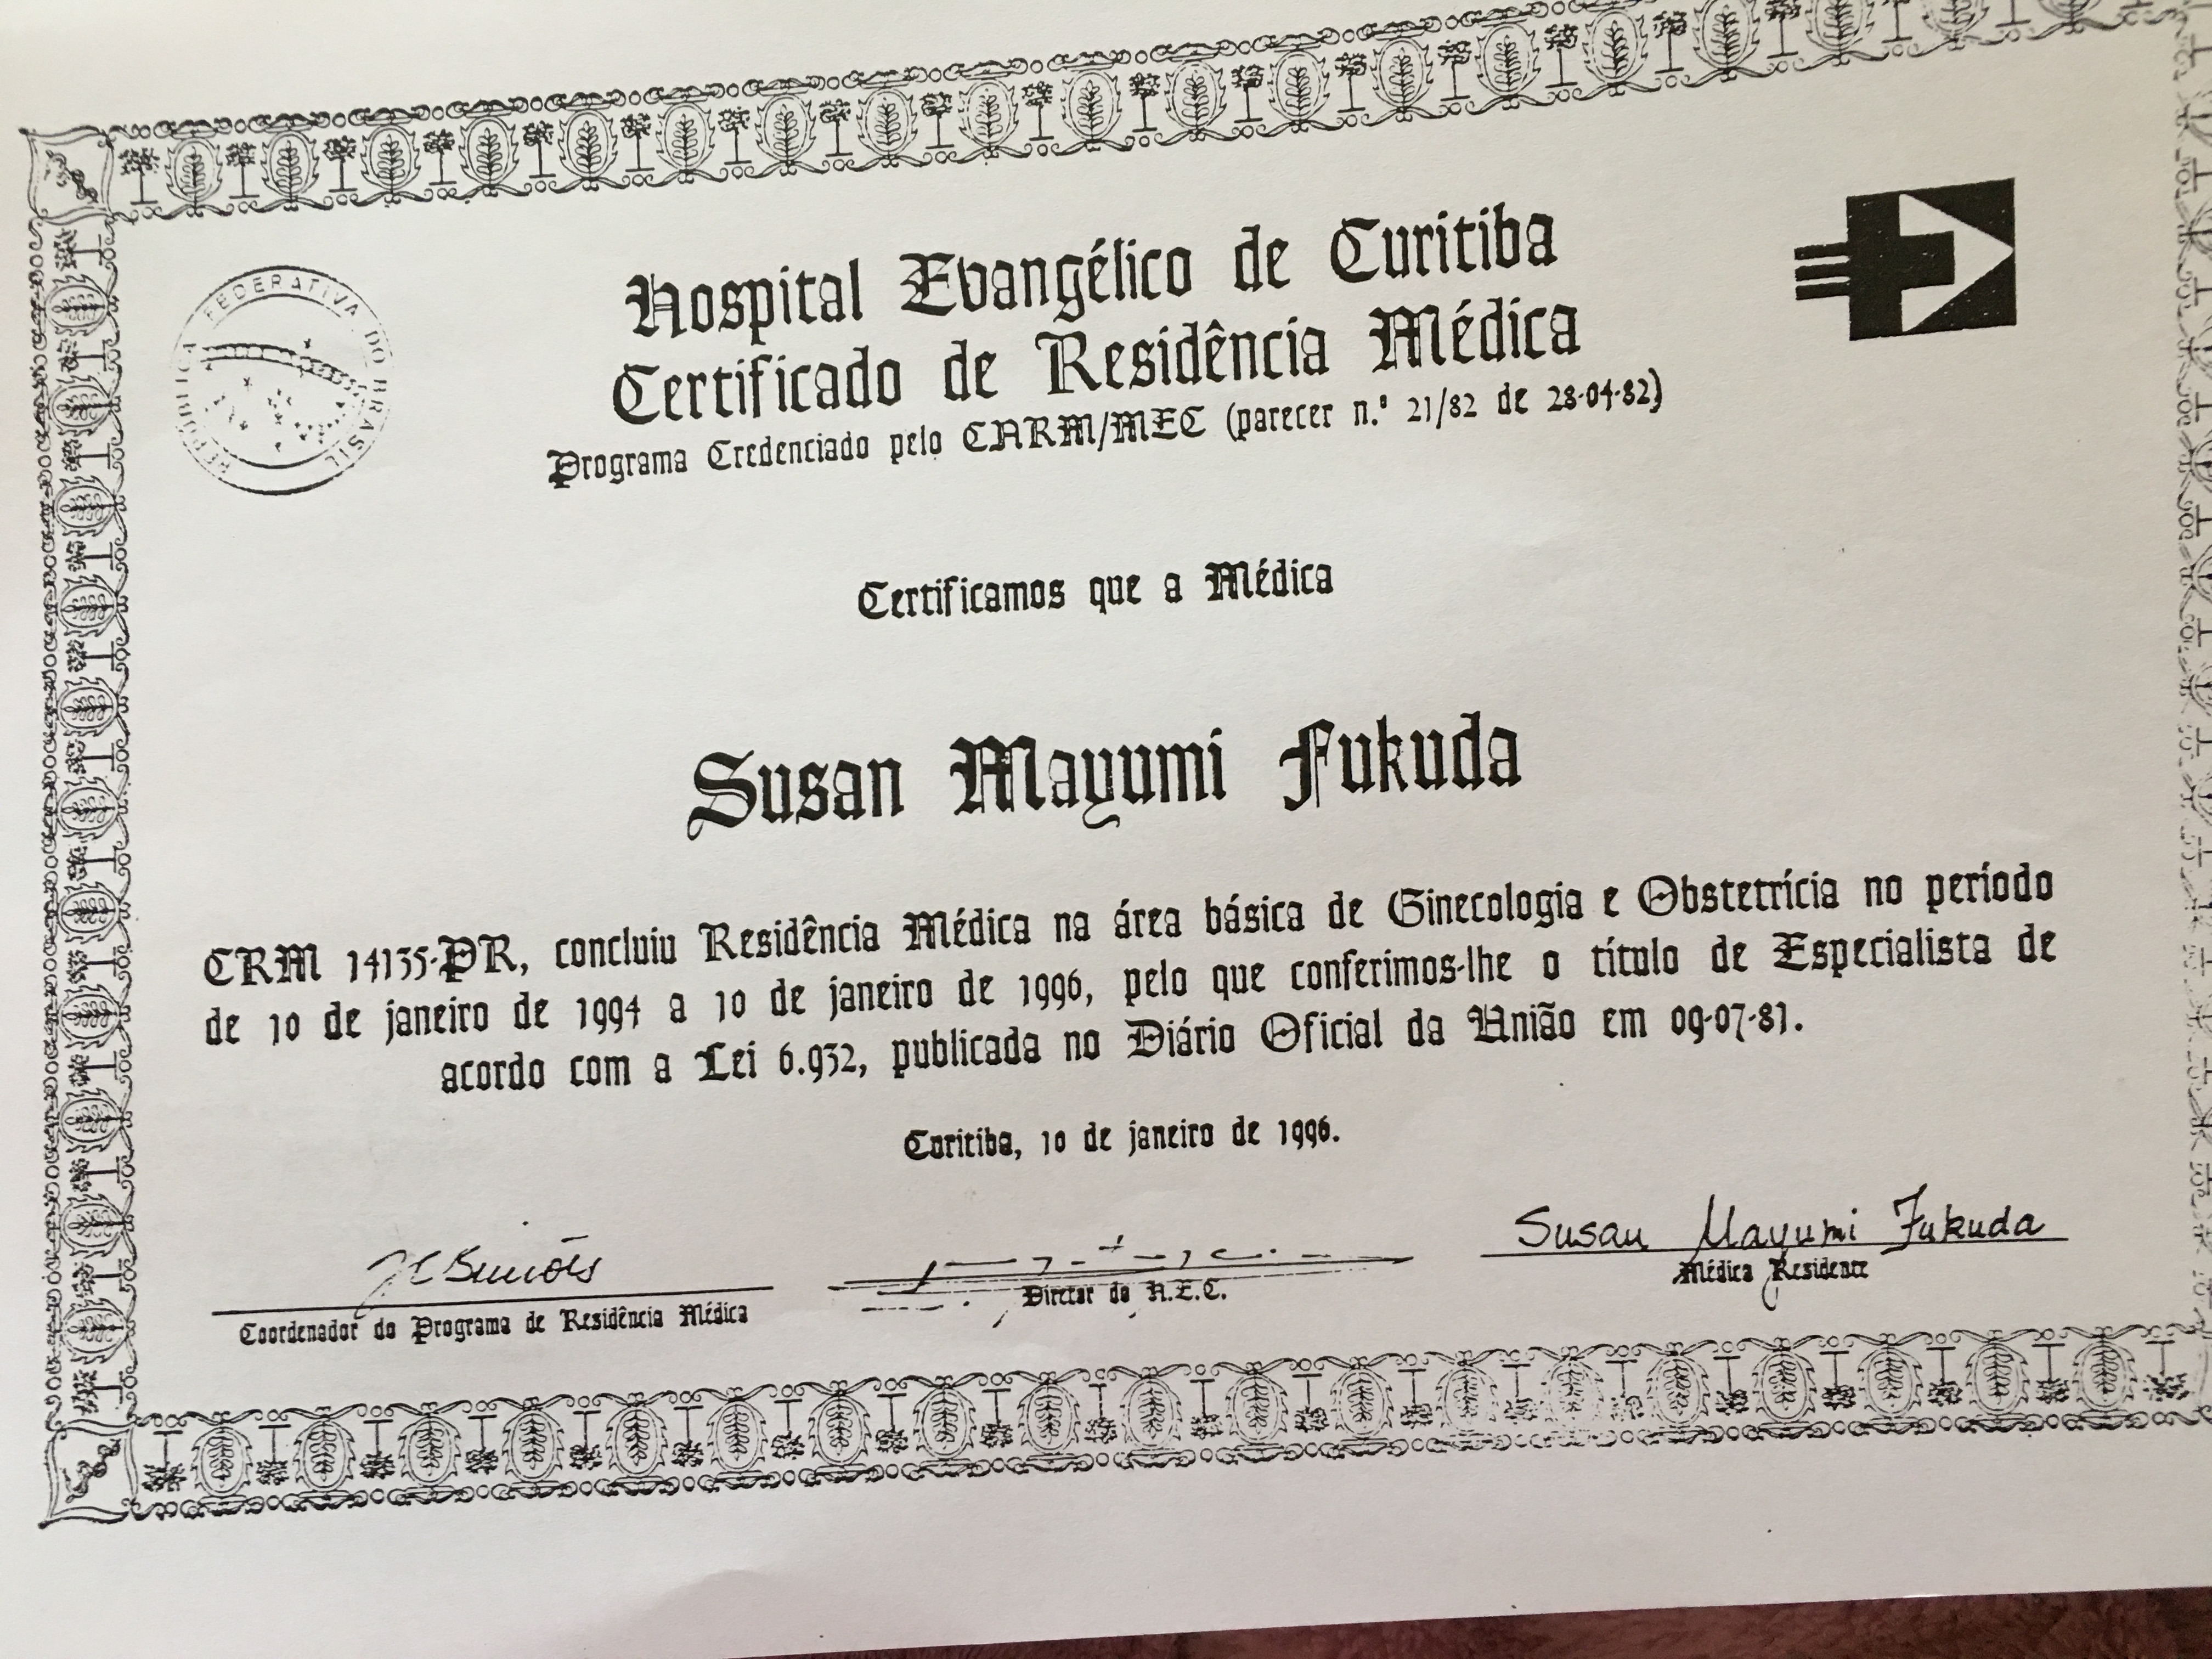 REPUBLICA FEDERATIVA DO BRASIL
Hospital Evangélico de Curitiba
Certificado de Residência Médica
Programa Credenciado pelo CNRM/MEC (parecer n.º 21/82 de 28-04-82)
Certificamos que a Médica
Susan Mayumi Fukuda
CRM 14135-PR, concluiu Residência Médica na área básica de Ginecologia e Obstetrícia no período
de 10 de janeiro de 1994 a 10 de janeiro de 1996, pelo que conferimos-lhe o título de Especialista de
acordo com a Lei 6.932, publicada no Diário Oficial da União em 09-07-81.
Curitiba, 10 de janeiro de 1996.
Susan Mayumi Fukuda
Coordenador do Programa de Residência Médica
Diretor do H.E.C.
Médica Residente